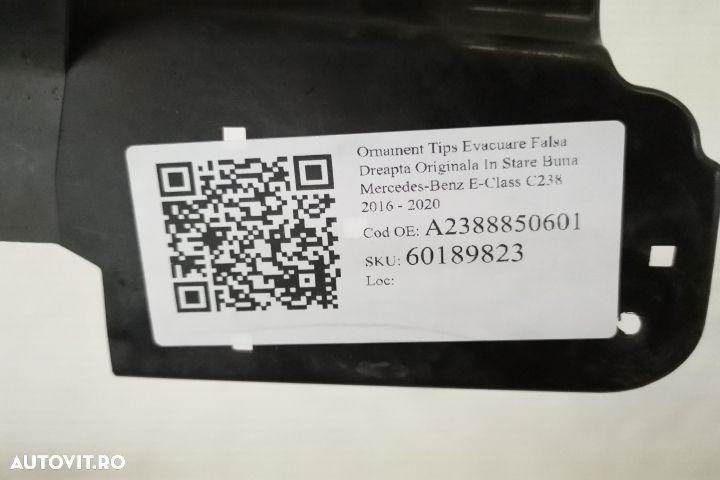 Ornament Tips Evacuare Falsa
Dreapta Originala In Stare Buna
Mercedes-Benz E-Class C238
2016 - 2020
Cod OE: A2388850601
SKU: 60189823
Loc:
AUTOVIT.RO